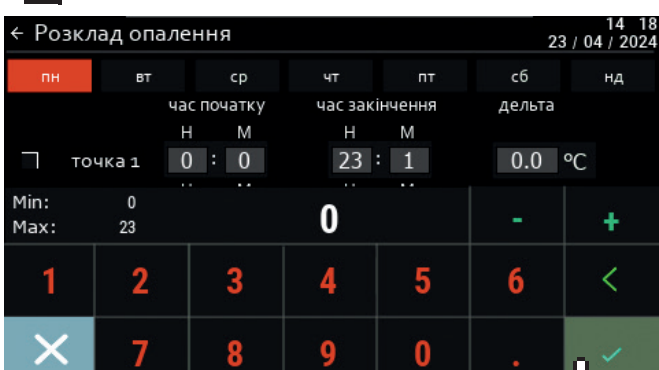 ← Розклад опалення 14 18
23 / 04 / 2024
пн вт ср чт пт сб нд
час початку час закінчення дельта
H M H M
точка 1 0 : 0 23 : 1 0.0 °C
Min: 0
Max: 23
0 - +
1 2 3 4 5 6 <
X 7 8 9 0 . ✓